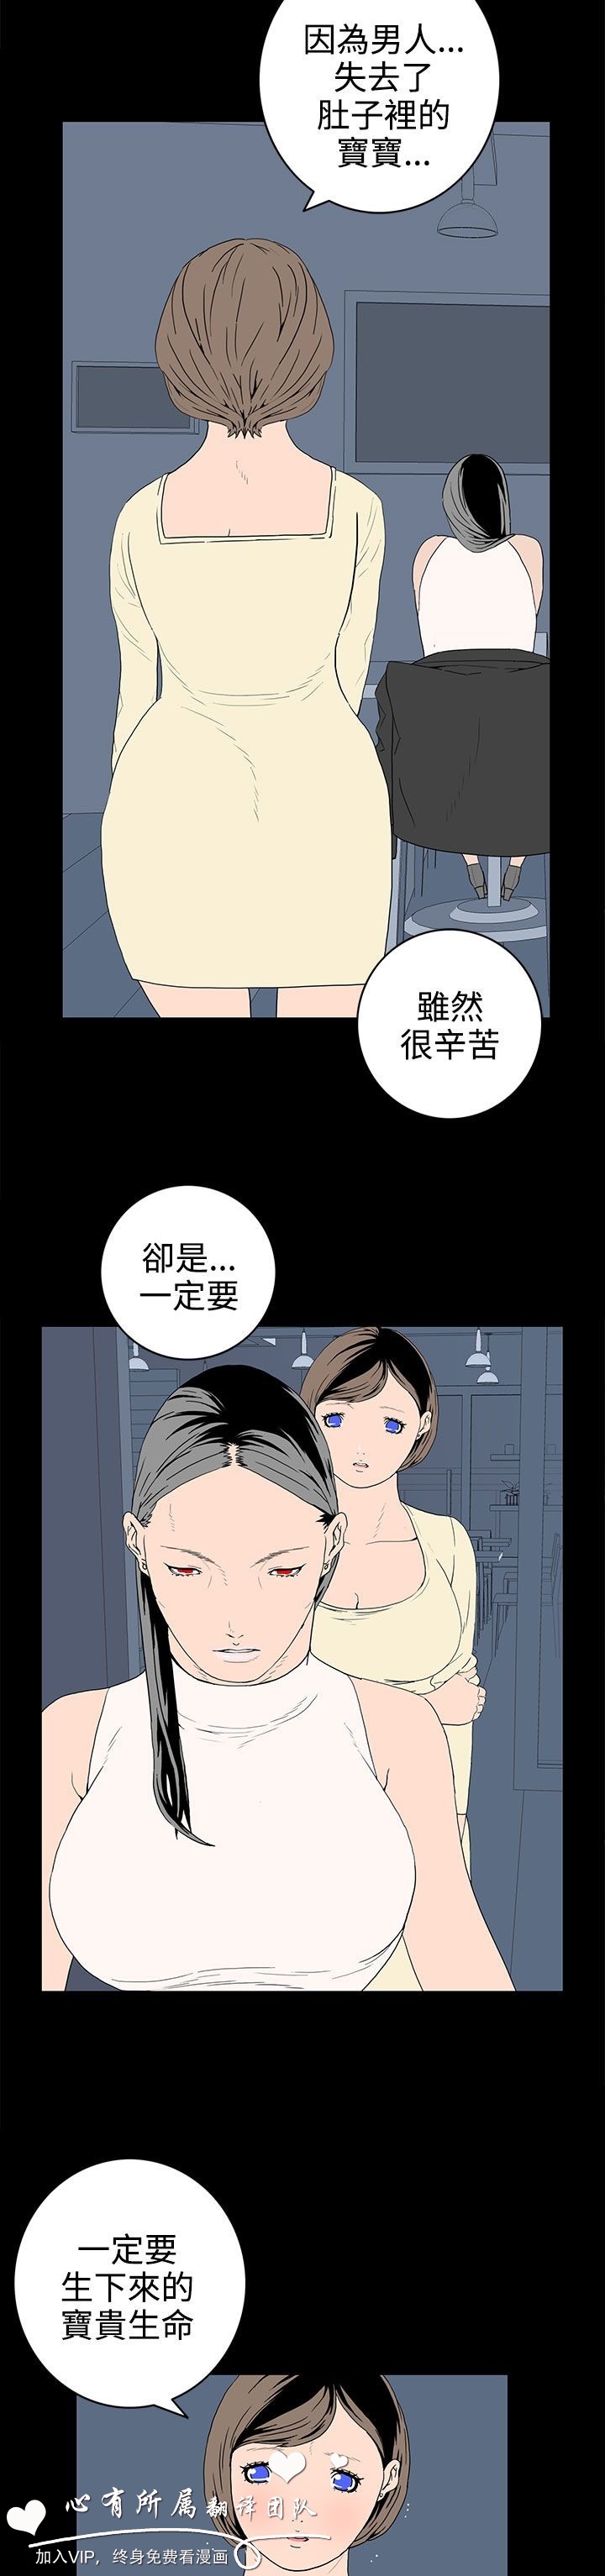 因為男人...
失去了
肚子裡的
寶寶...
雖然
很辛苦
卻是...
一定要
一定要
生下來的
寶貴生命
心有所属翻译团队
加入VIP，终身免费看漫画